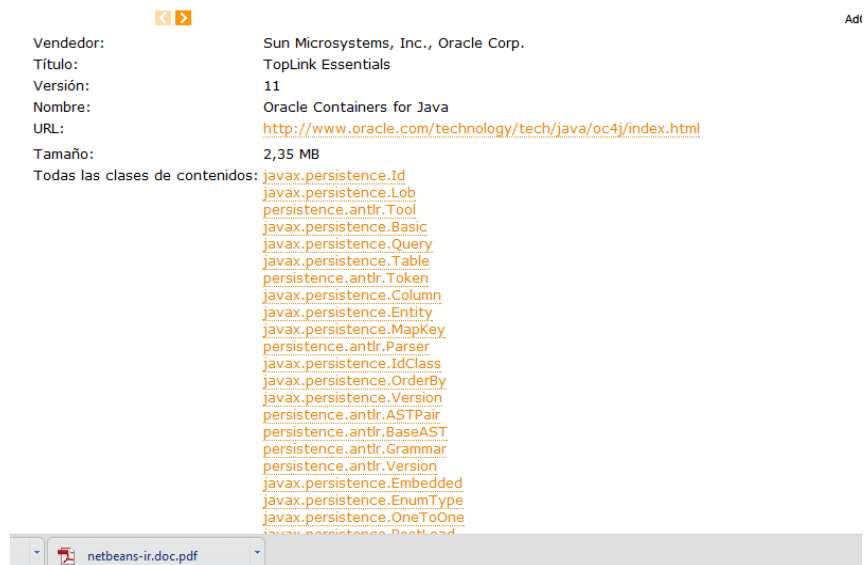 Ad
Vendedor: Sun Microsystems, Inc., Oracle Corp.
Título: TopLink Essentials
Versión: 11
Nombre: Oracle Containers for Java
URL: http://www.oracle.com/technology/tech/java/oc4j/index.html
Tamaño: 2,35 MB
Todas las clases de contenidos: javax.persistence.Id
javax.persistence.Lob
persistence.antlr.Tool
javax.persistence.Basic
javax.persistence.Query
javax.persistence.Table
persistence.antlr.Token
javax.persistence.Column
javax.persistence.Entity
javax.persistence.MapKey
persistence.antlr.Parser
javax.persistence.IdClass
javax.persistence.OrderBy
javax.persistence.Version
persistence.antlr.ASTPair
persistence.antlr.BaseAST
persistence.antlr.Grammar
persistence.antlr.Version
javax.persistence.Embedded
javax.persistence.EnumType
javax.persistence.OneToOne
javax.persistence.PostLoad
netbeans-ir.doc.pdf